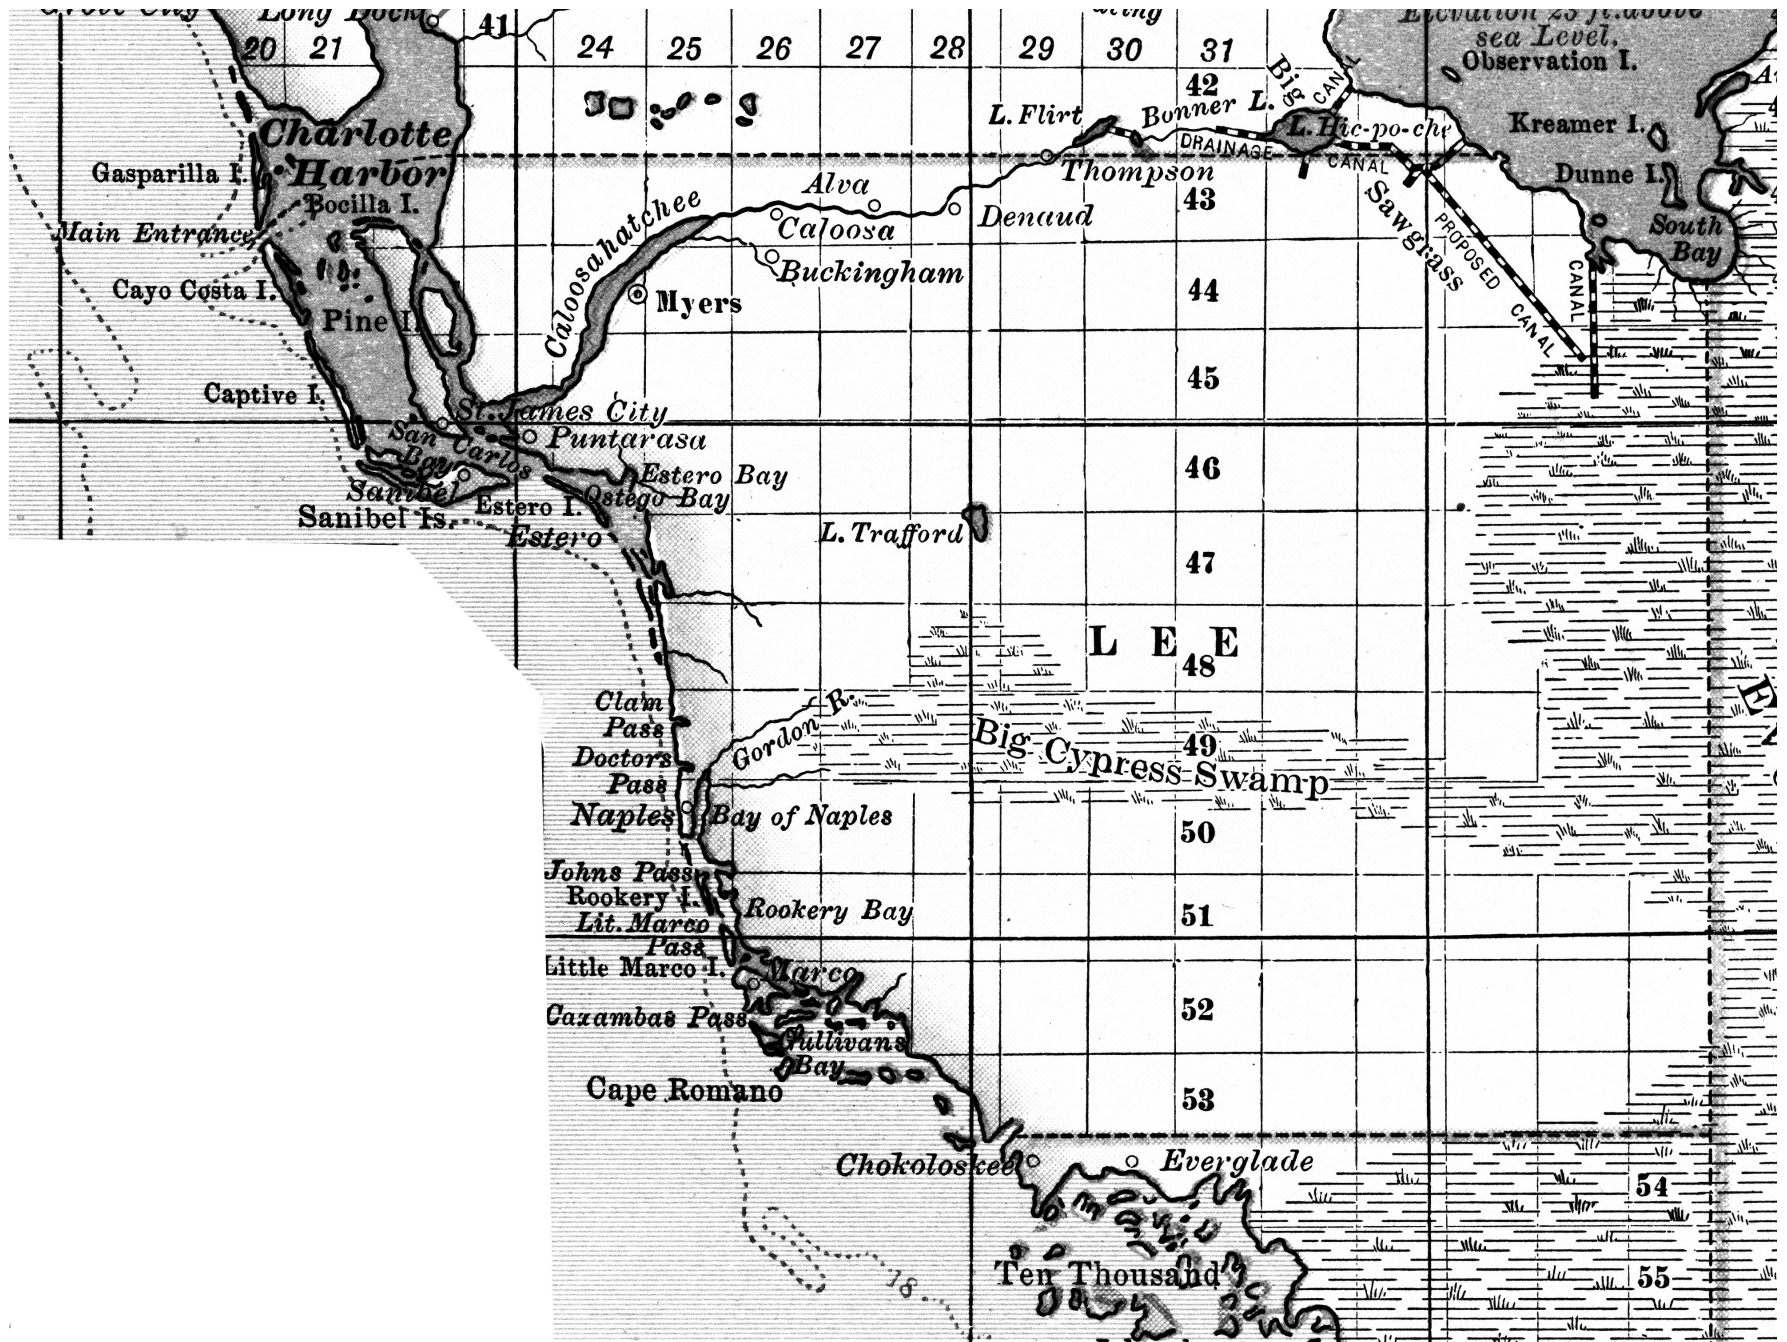 Grove City
Long Dock
41
ating
Elevation 23 ft. above
sea Level.
20
21
24
25
26
27
28
29
30
31
Observation I.
42
Big
CANAL
L. Flirt
Bonner L.
L. Hic-po-che
Kreamer I.
Charlotte
Harbor
DRAINAGE
CANAL
Gasparilla I.
Thompson
Dunne I.
Alva
43
Sawgrass
Bocilla I.
Caloosahatchee
Denaud
Caloosa
South
Bay
Main Entrance
PROPOSED
CANAL
Buckingham
CANAL
Cayo Costa I.
44
Myers
Pine I.
45
Captive I.
St. James City
Puntarasa
San Carlos
Bay
46
Estero Bay
Sanibel
Ostego Bay
Estero I.
Sanibel Is.
Estero
L. Trafford
47
LEE
48
Clam
Pass
Gordon R.
Big Cypress Swamp
49
Doctors
Pass
Naples
Bay of Naples
50
Johns Pass
Rookery I.
Rookery Bay
51
Lit. Marco
Pass
Little Marco I.
Marco
Caxambas Pass
52
Gullivans
Bay
Cape Romano
53
Chokoloskee
Everglade
54
Ten Thousand
55
18